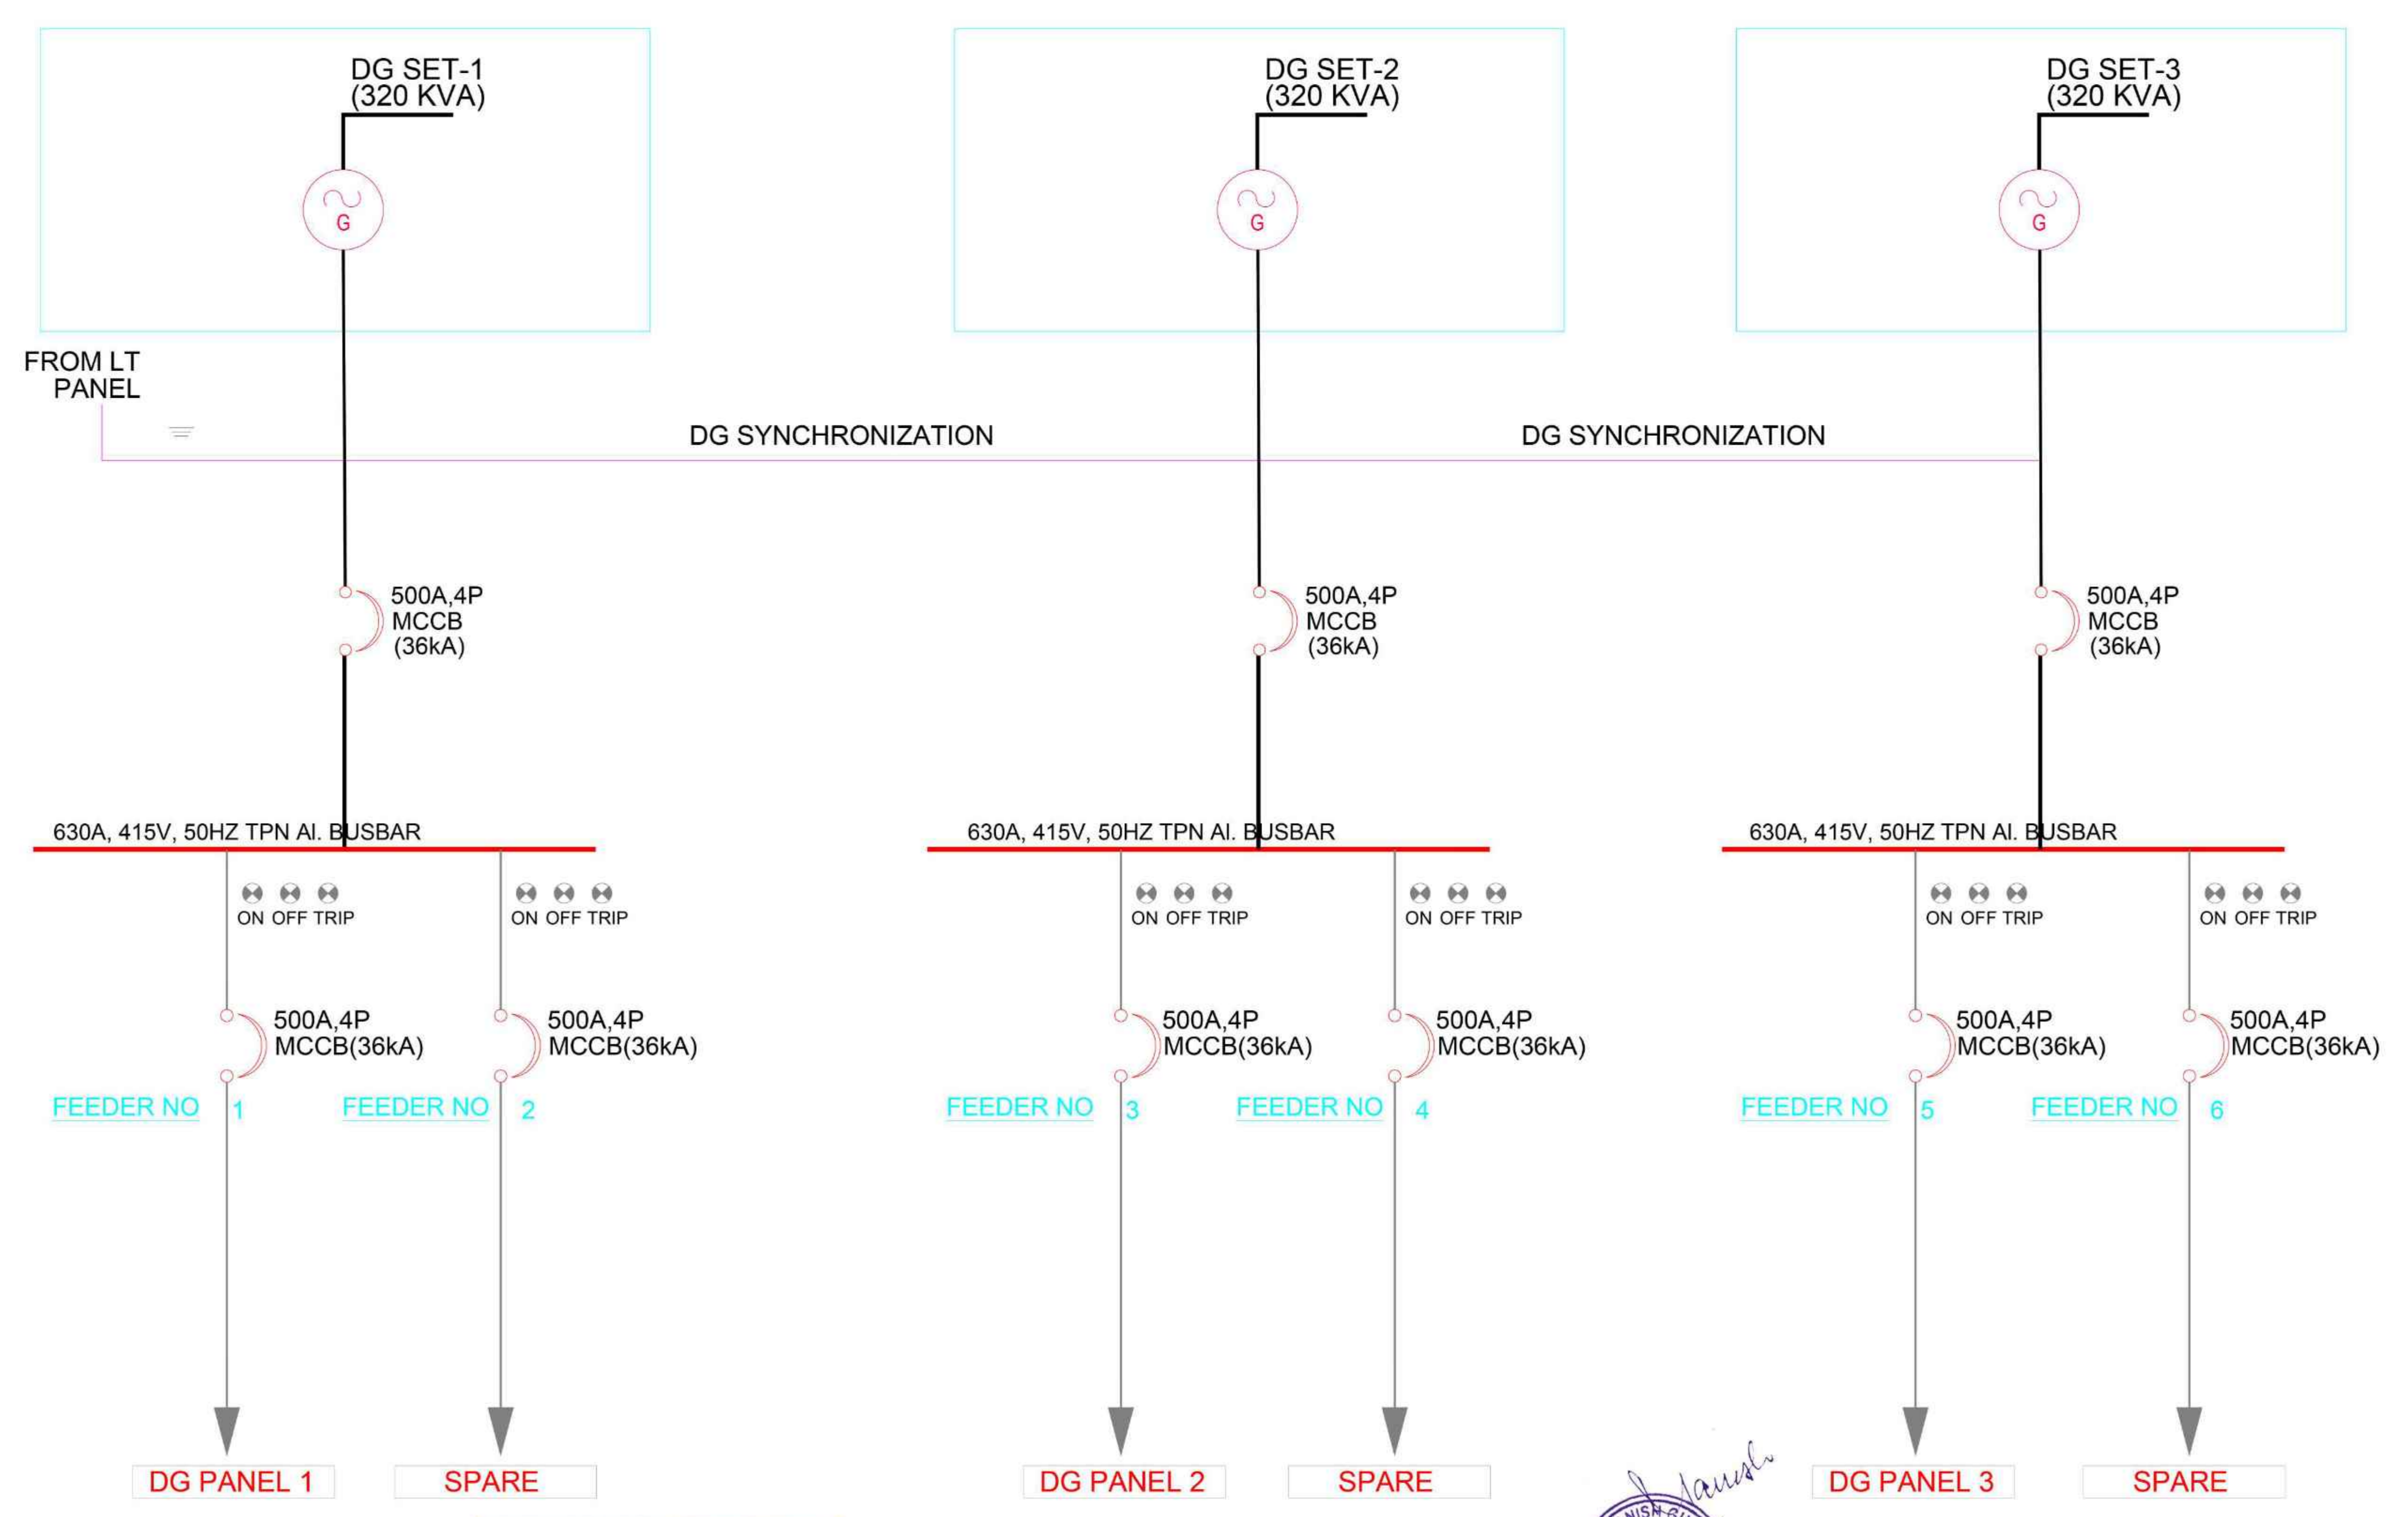 DG SET-1
(320 KVA)
G
DG SET-2
(320 KVA)
G
DG SET-3
(320 KVA)
G
FROM LT
PANEL
DG SYNCHRONIZATION
DG SYNCHRONIZATION
500A,4P
MCCB
(36kA)
500A,4P
MCCB
(36kA)
500A,4P
MCCB
(36kA)
630A, 415V, 50HZ TPN Al. BUSBAR
630A, 415V, 50HZ TPN Al. BUSBAR
630A, 415V, 50HZ TPN Al. BUSBAR
ON OFF TRIP
ON OFF TRIP
ON OFF TRIP
ON OFF TRIP
ON OFF TRIP
ON OFF TRIP
500A,4P
MCCB(36kA)
500A,4P
MCCB(36kA)
500A,4P
MCCB(36kA)
500A,4P
MCCB(36kA)
500A,4P
MCCB(36kA)
500A,4P
MCCB(36kA)
FEEDER NO 1
FEEDER NO 2
FEEDER NO 3
FEEDER NO 4
FEEDER NO 5
FEEDER NO 6
DG PANEL 1
SPARE
DG PANEL 2
SPARE
DG PANEL 3
SPARE